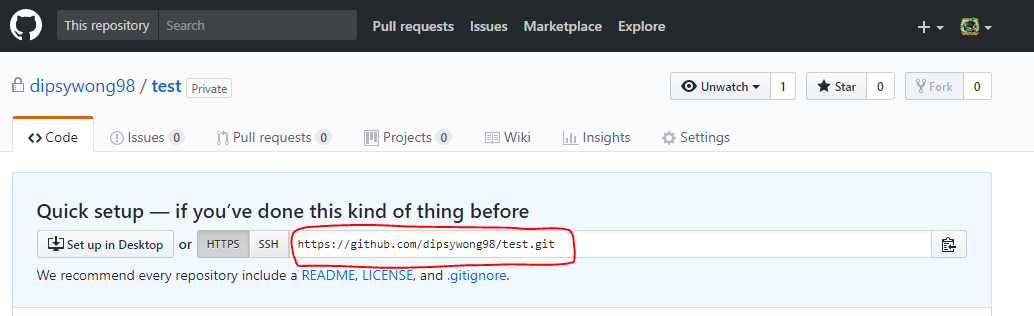 This repository Search Pull requests Issues Marketplace Explore
dipsywong98 / test Private Unwatch 1 Star 0 Fork 0
Code Issues 0 Pull requests 0 Projects 0 Wiki Insights Settings
Quick setup — if you’ve done this kind of thing before
Set up in Desktop or HTTPS SSH https://github.com/dipsywong98/test.git
We recommend every repository include a README, LICENSE, and .gitignore.